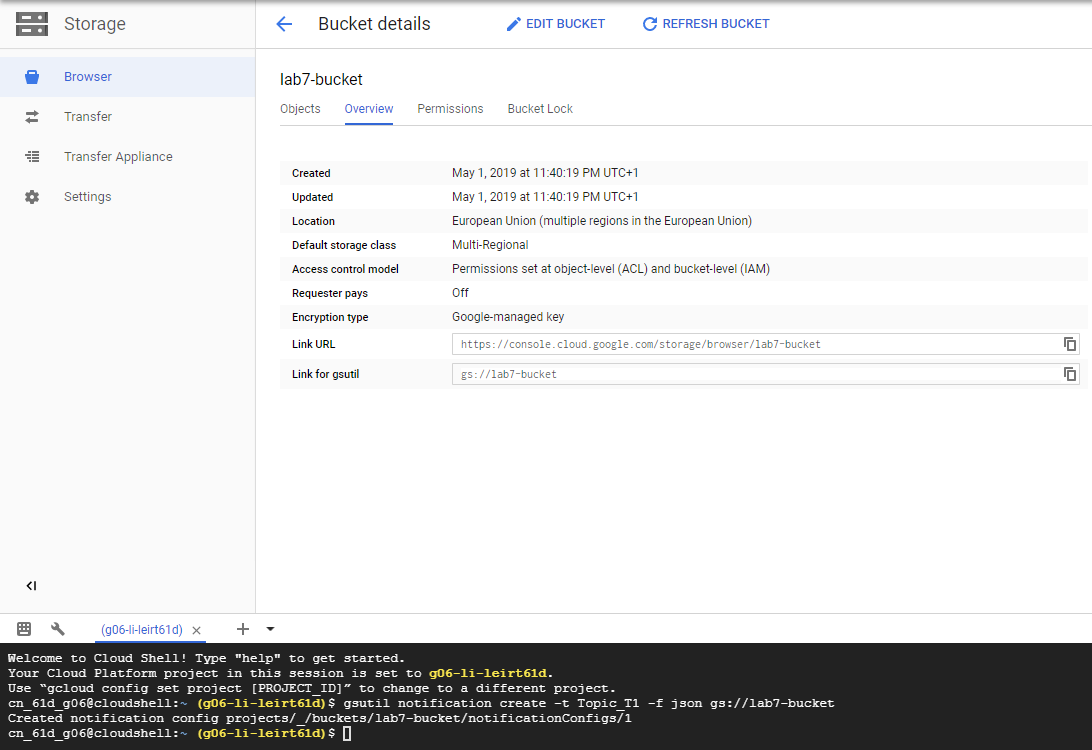 Storage
Bucket details
EDIT BUCKET
REFRESH BUCKET
Browser
Transfer
Transfer Appliance
Settings
lab7-bucket
Objects Overview Permissions Bucket Lock
Created May 1, 2019 at 11:40:19 PM UTC+1
Updated May 1, 2019 at 11:40:19 PM UTC+1
Location European Union (multiple regions in the European Union)
Default storage class Multi-Regional
Access control model Permissions set at object-level (ACL) and bucket-level (IAM)
Requester pays Off
Encryption type Google-managed key
Link URL https://console.cloud.google.com/storage/browser/lab7-bucket
Link for gsutil gs://lab7-bucket
(g06-li-leirt61d)
Welcome to Cloud Shell! Type "help" to get started.
Your Cloud Platform project in this session is set to g06-li-leirt61d.
Use “gcloud config set project [PROJECT_ID]” to change to a different project.
cn_61d_g06@cloudshell:~ (g06-li-leirt61d)$ gsutil notification create -t Topic_T1 -f json gs://lab7-bucket
Created notification config projects/_/buckets/lab7-bucket/notificationConfigs/1
cn_61d_g06@cloudshell:~ (g06-li-leirt61d)$